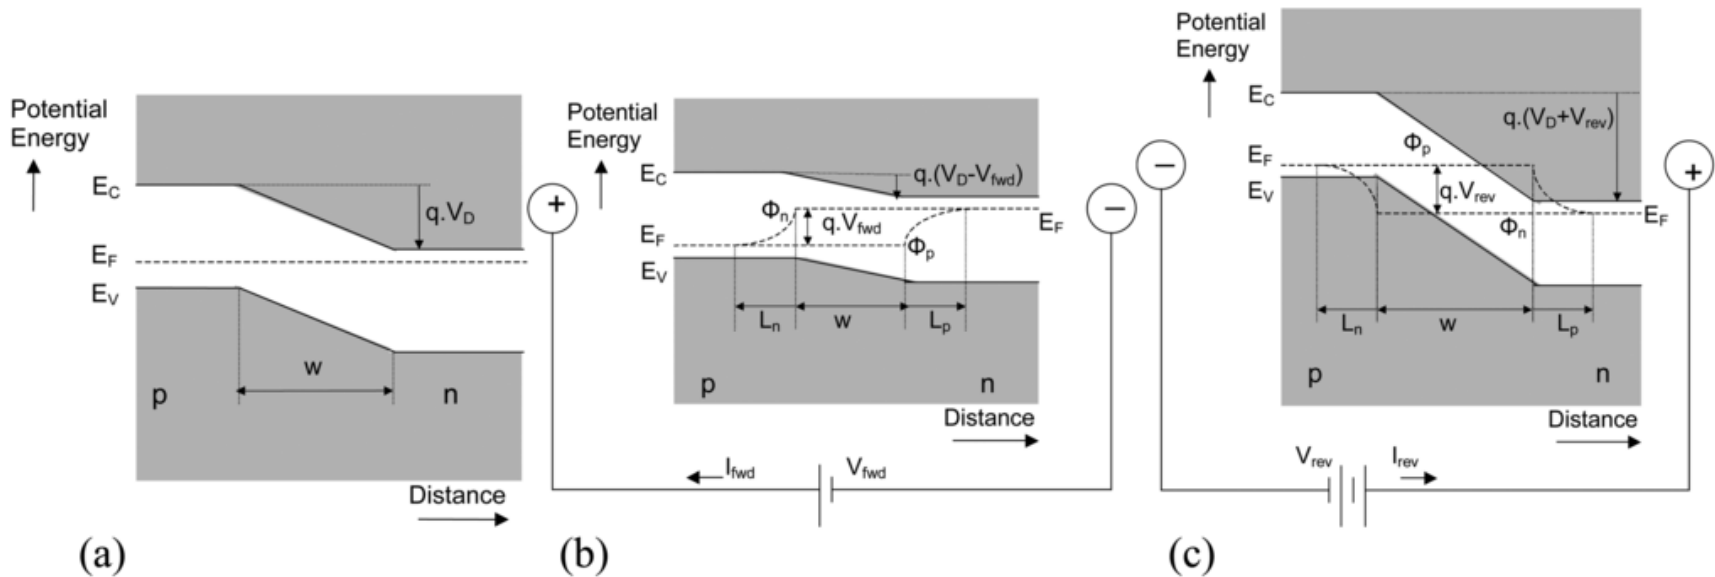 Potential
Energy
E_C
q.V_D
E_F
E_V
w
p
n
Distance
(a)
Potential
Energy
+
E_C
q.(V_D-V_fwd)
−
Φ_n
q.V_fwd
E_F
E_F
Φ_p
E_V
L_n
w
L_p
p
n
Distance
I_fwd
V_fwd
(b)
Potential
Energy
E_C
q.(V_D+V_rev)
−
Φ_p
+
E_F
E_V
q.V_rev
E_F
Φ_n
L_n
w
L_p
p
n
Distance
V_rev
I_rev
(c)